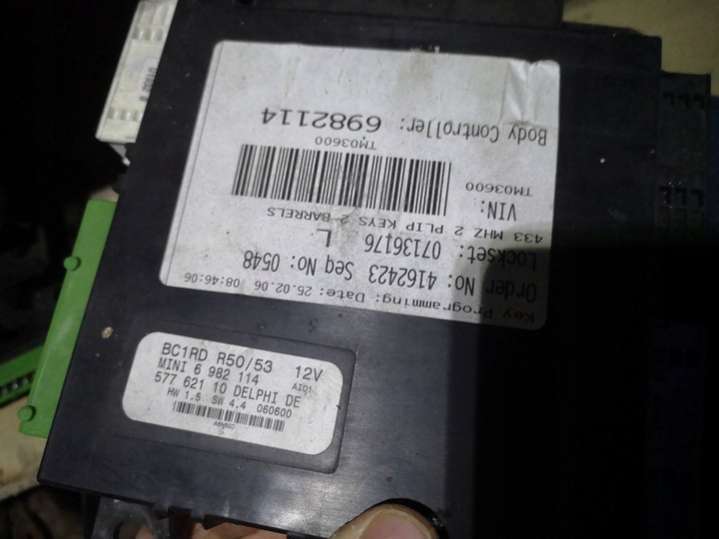 Key Programming: Date: 25.02.06 08:46:06
Order No: 4162423 Seq No: 0548
Lockset: 07136176 L
433 MHZ 2 PLIP KEYS 2 BARRELS
VIN:
TM03600
TM03600
Body Controller: 6982114
BC1RD R50/53 12V
MINI 6 982 114
577 621 10 DELPHI DE
HW 1.5 SW 4.4 060600